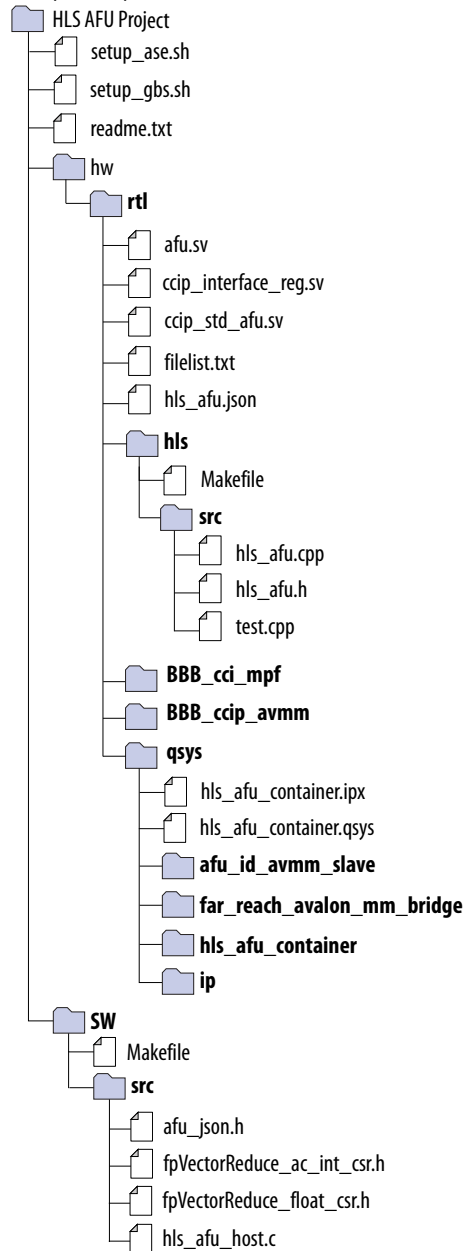 HLS AFU Project
setup_ase.sh
setup_gbs.sh
readme.txt
hw
rtl
afu.sv
ccip_interface_reg.sv
ccip_std_afu.sv
filelist.txt
hls_afu.json
hls
Makefile
src
hls_afu.cpp
hls_afu.h
test.cpp
BBB_cci_mpf
BBB_ccip_avmm
qsys
hls_afu_container.ipx
hls_afu_container.qsys
afu_id_avmm_slave
far_reach_avalon_mm_bridge
hls_afu_container
ip
SW
Makefile
src
afu_json.h
fpVectorReduce_ac_int_csr.h
fpVectorReduce_float_csr.h
hls_afu_host.c